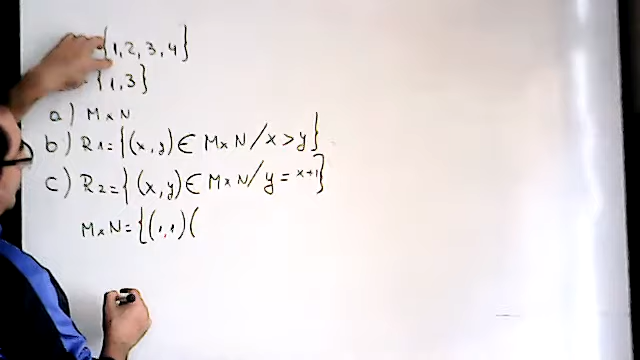 {1,2,3,4}
= {1,3}
a) M×N
b) R1={(x,y)∈M×N/x>y}
c) R2={(x,y)∈M×N/y=x+1}
M×N={(1,1)(